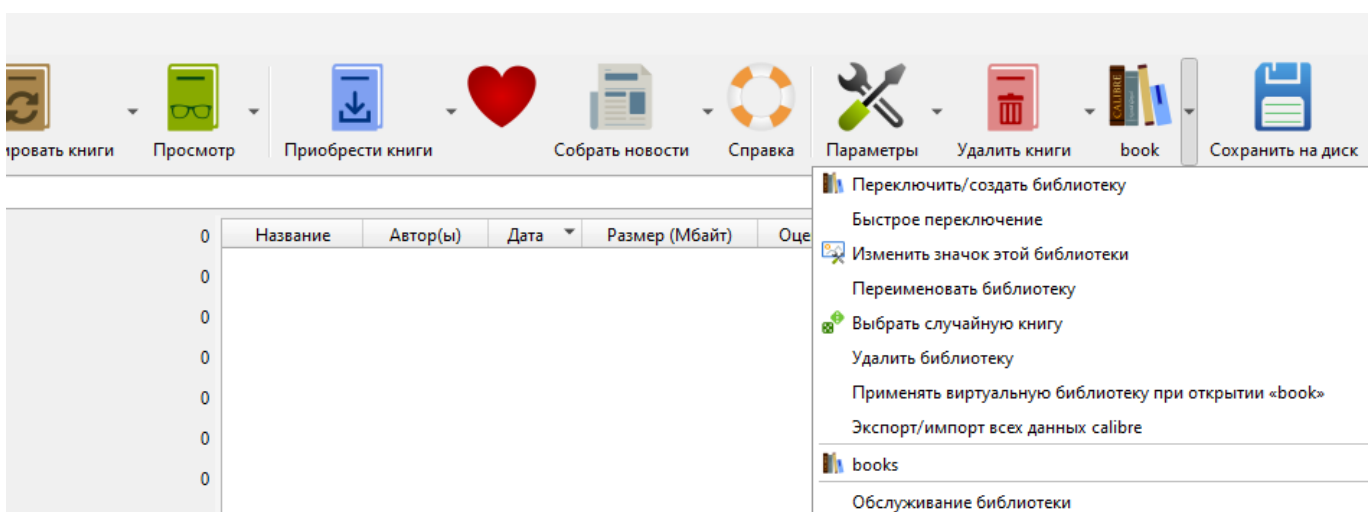 ировать книги
Просмотр
Приобрести книги
Собрать новости
Справка
Параметры
Удалить книги
CALIBRE
book
Сохранить на диск
0
Название
Автор(ы)
Дата
Размер (Мбайт)
Оце
0
0
0
0
0
0
Переключить/создать библиотеку
Быстрое переключение
Изменить значок этой библиотеки
Переименовать библиотеку
Выбрать случайную книгу
Удалить библиотеку
Применять виртуальную библиотеку при открытии «book»
Экспорт/импорт всех данных calibre
books
Обслуживание библиотеки